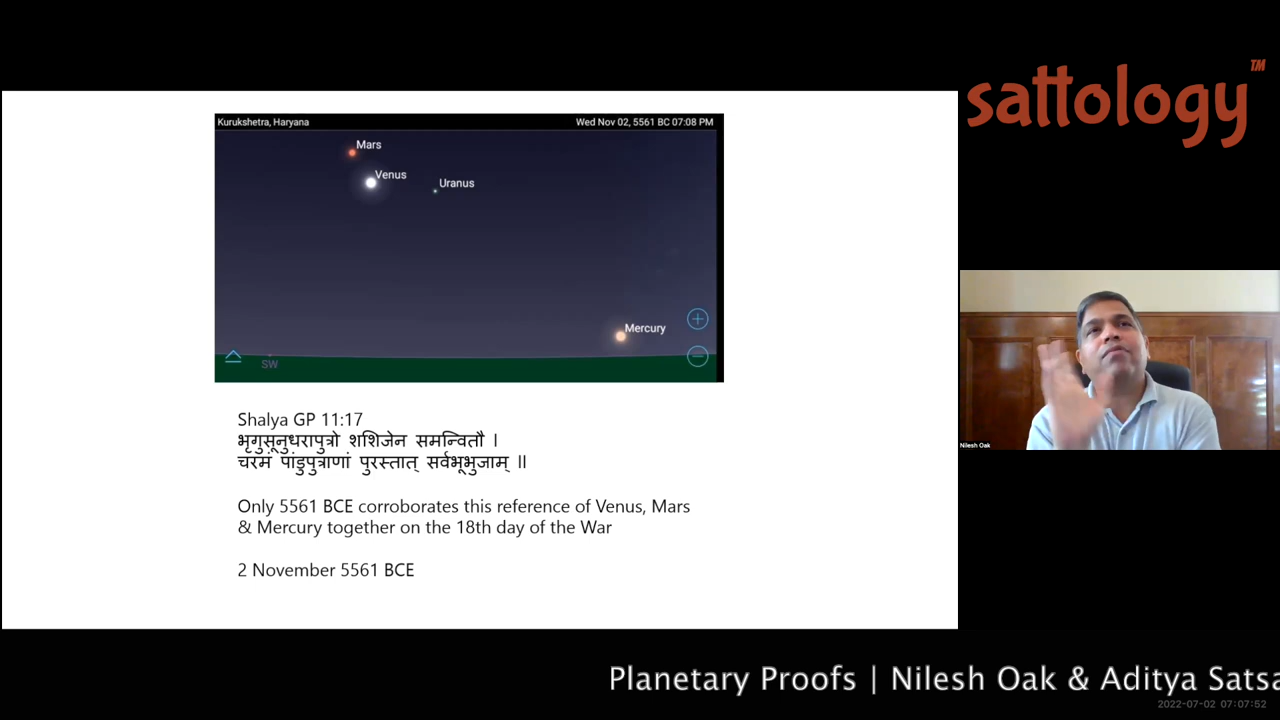 sattology™
Kurukshetra, Haryana
Wed Nov 02, 5561 BC 07:08 PM
Mars
Venus
Uranus
Mercury
SW
Shalya GP 11:17
भृगुसूनुधरापुत्रो शशिजेन समन्वितौ ।
चरमं पांडुपुत्राणां पुरस्तात् सर्वभूभुजाम् ॥
Only 5561 BCE corroborates this reference of Venus, Mars
& Mercury together on the 18th day of the War
2 November 5561 BCE
Nilesh Oak
Planetary Proofs | Nilesh Oak & Aditya Satsa
2022-07-02 07:07:52